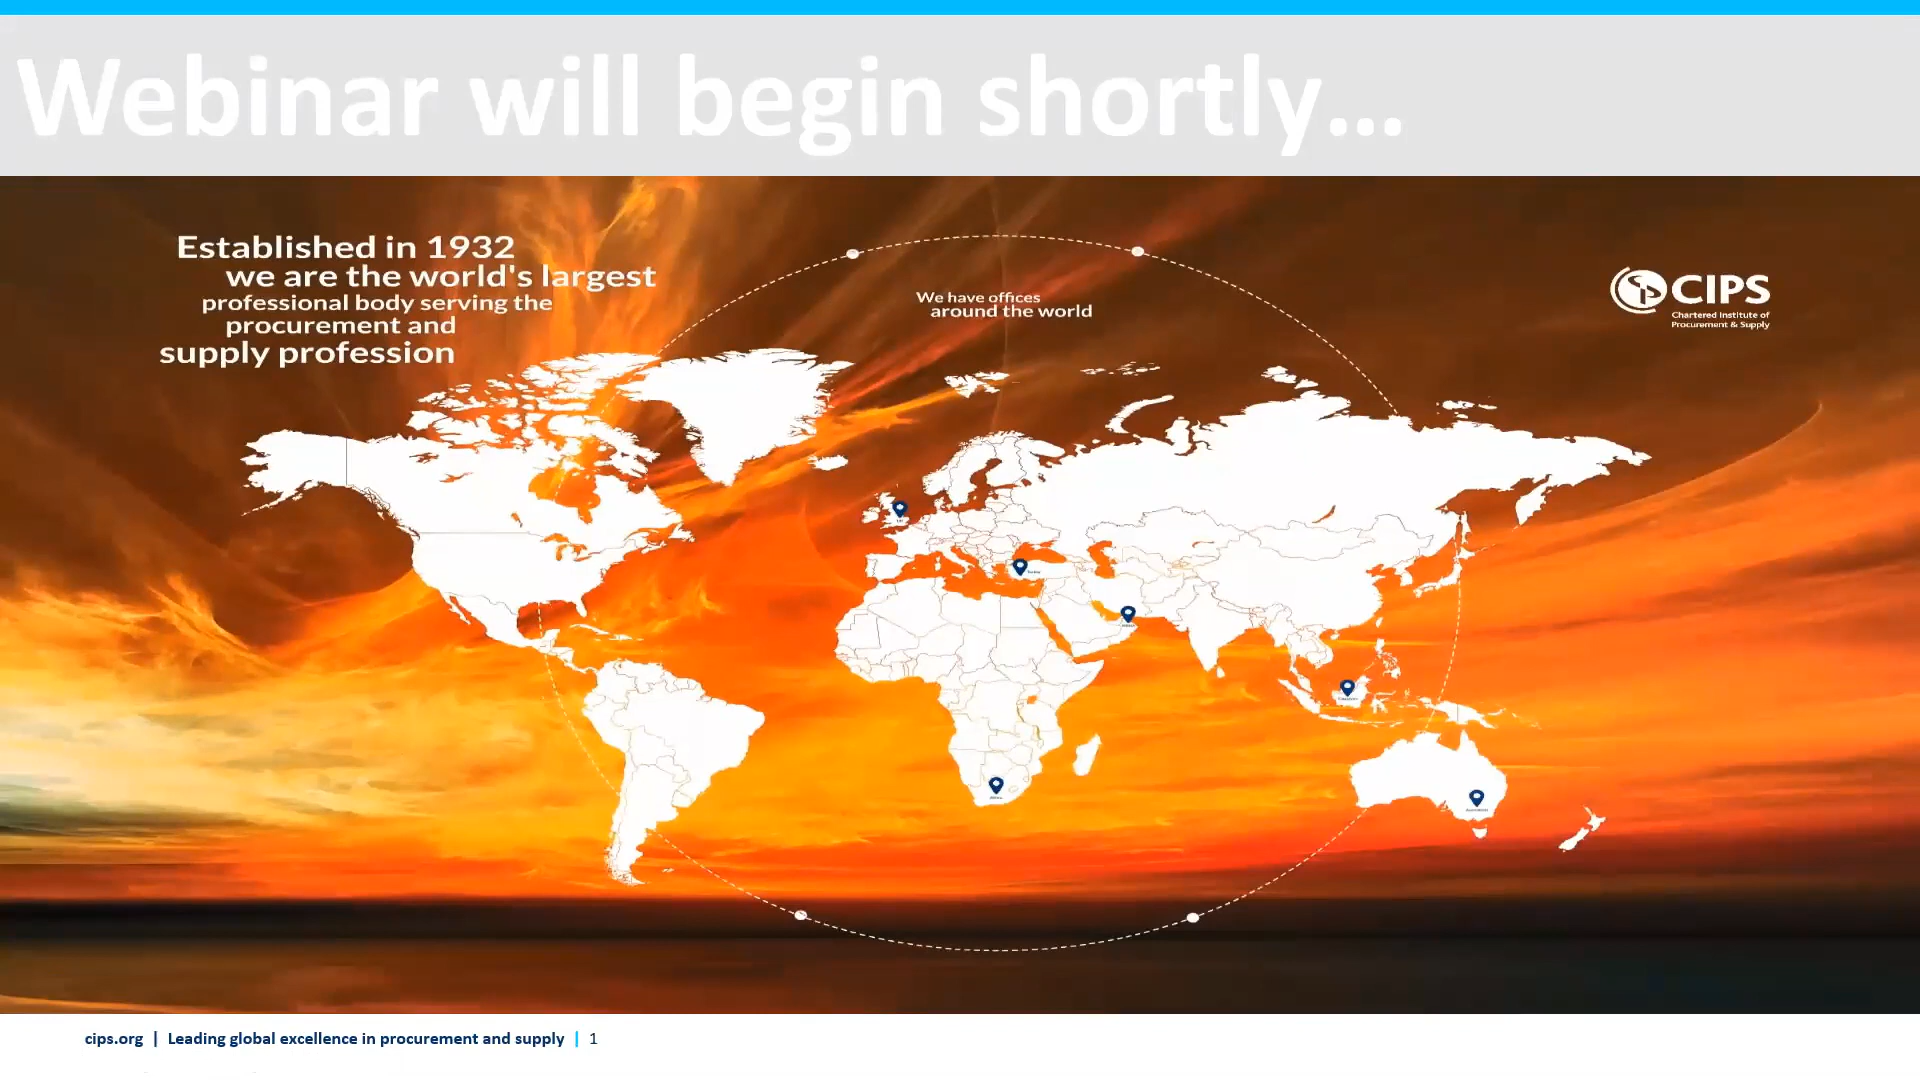 Webinar will begin shortly...
Established in 1932
we are the world's largest
professional body serving the
procurement and
supply profession
We have offices
around the world
CIPS
Chartered Institute of
Procurement & Supply
cips.org | Leading global excellence in procurement and supply | 1